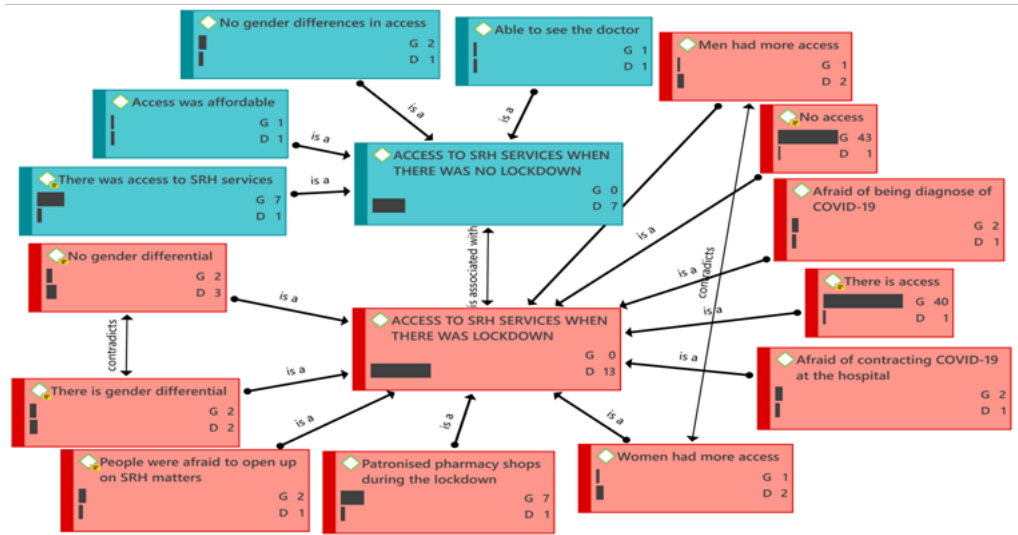 No gender differences in access
G 2
D 1
Able to see the doctor
G 1
D 1
Men had more access
G 1
D 2
Access was affordable
G 1
D 1
No access
G 43
D 1
ACCESS TO SRH SERVICES WHEN
THERE WAS NO LOCKDOWN
G 0
D 7
There was access to SRH services
G 7
D 1
Afraid of being diagnose of
COVID-19
G 2
D 1
No gender differential
G 2
D 3
There is access
G 40
D 1
ACCESS TO SRH SERVICES WHEN
THERE WAS LOCKDOWN
G 0
D 13
Afraid of contracting COVID-19
at the hospital
G 2
D 1
There is gender differential
G 2
D 2
People were afraid to open up
on SRH matters
G 2
D 1
Patronised pharmacy shops
during the lockdown
G 7
D 1
Women had more access
G 1
D 2
is a
is a
is a
is a
is associated with
is a
is a
contradicts
is a
is a
contradicts
is a
is a
is a
is a
is a
is a